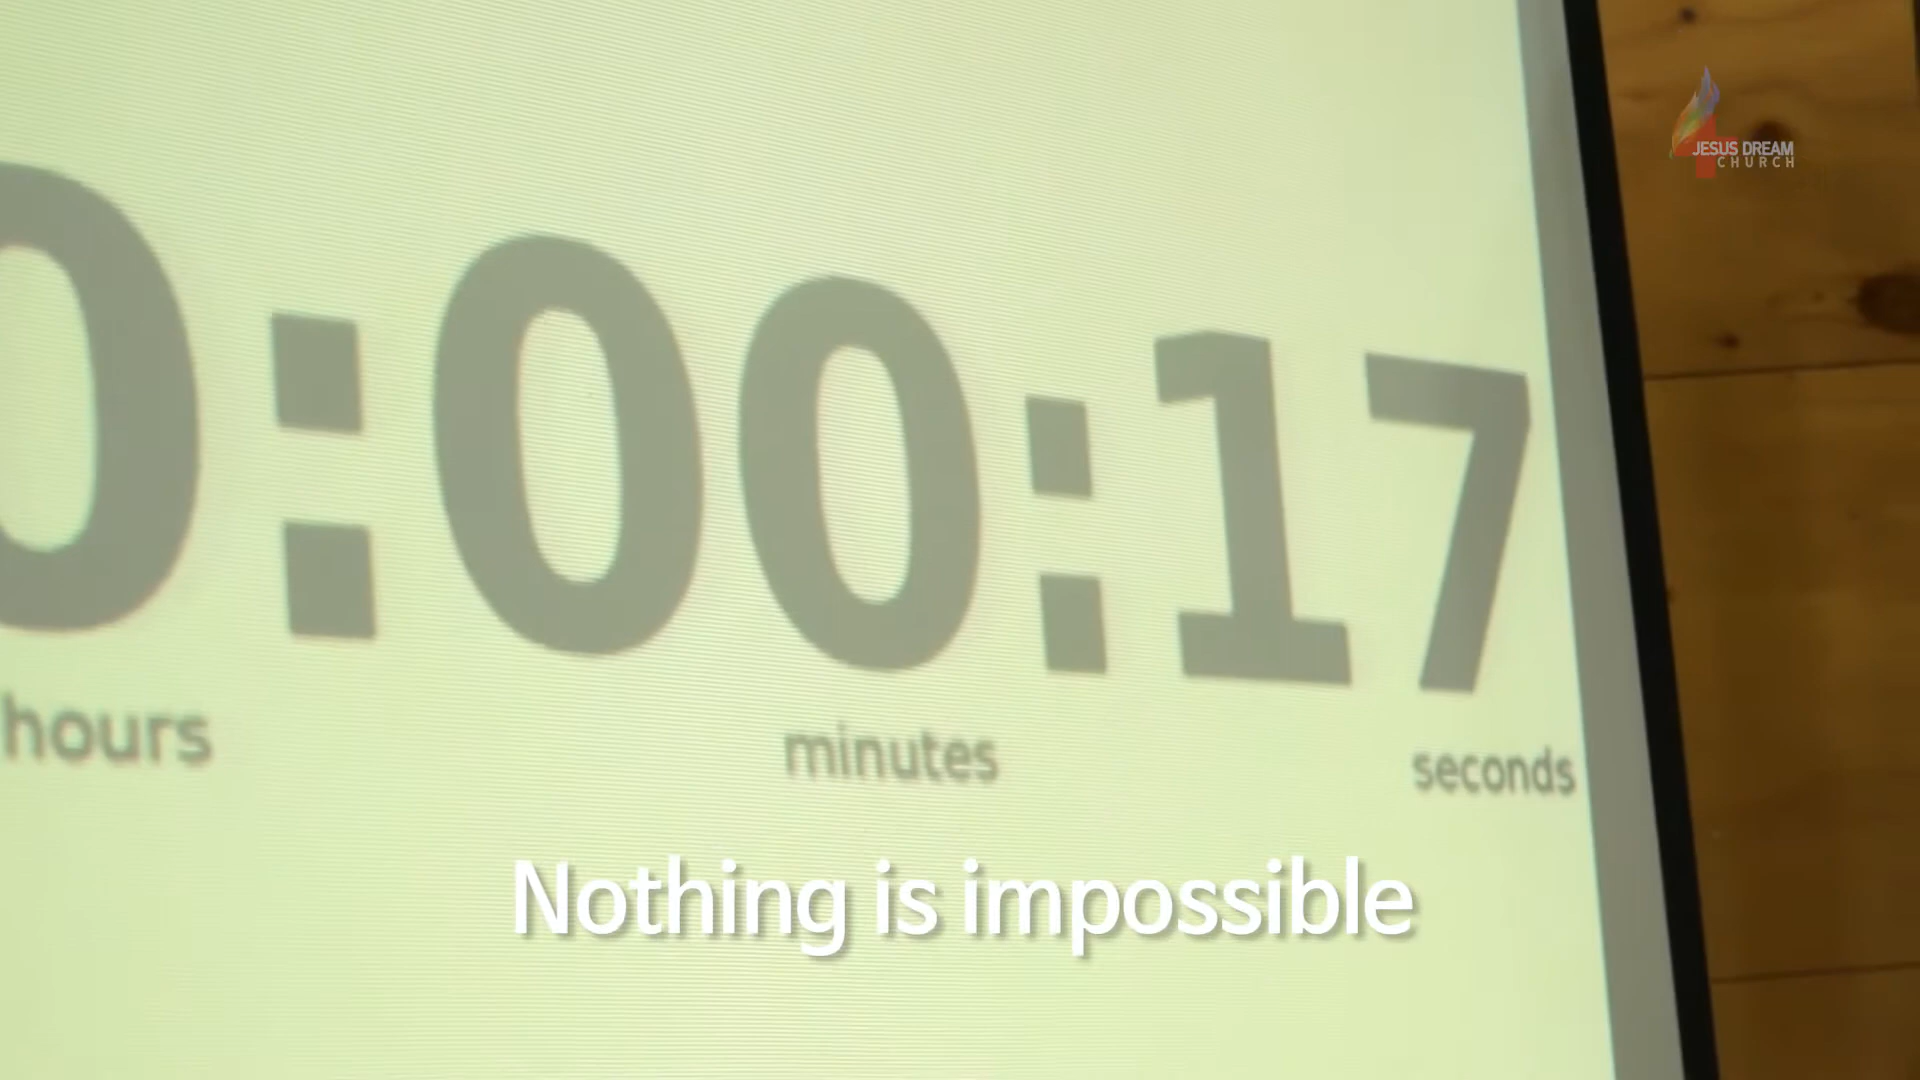 JESUS DREAM
CHURCH
0:00:17
hours minutes seconds
Nothing is impossible